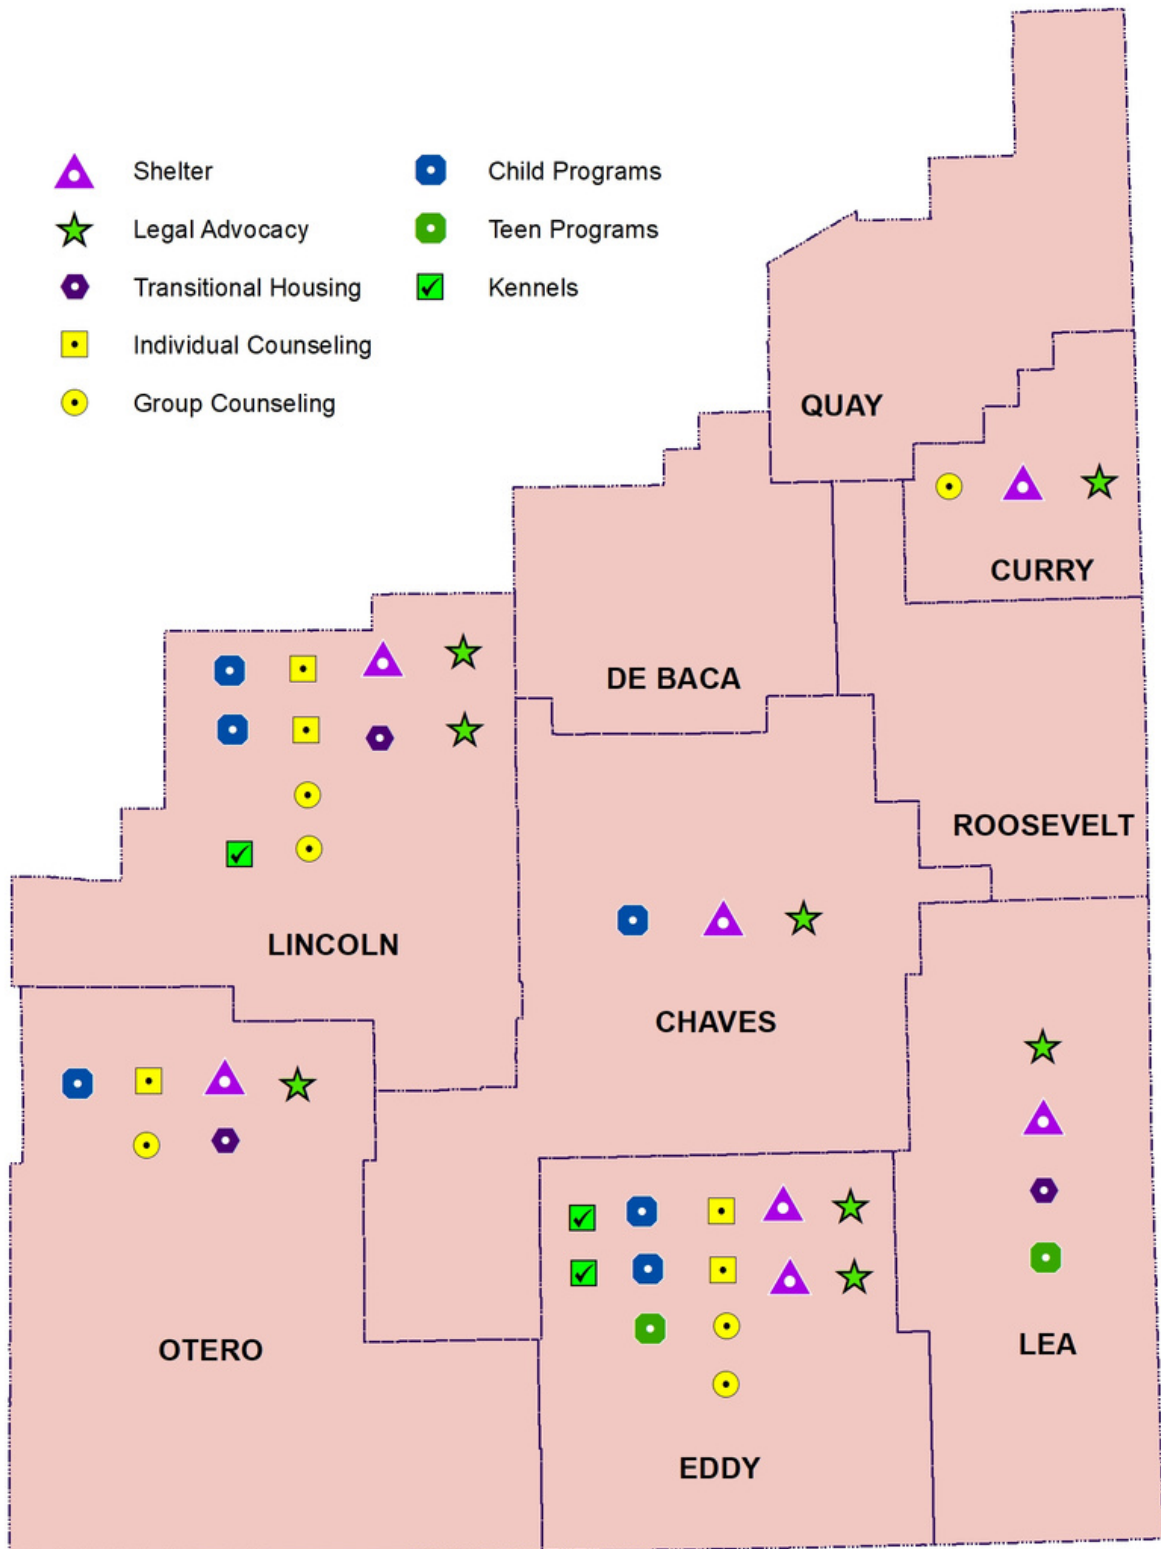 Shelter
Legal Advocacy
Transitional Housing
Individual Counseling
Group Counseling
Child Programs
Teen Programs
Kennels
QUAY
CURRY
DE BACA
ROOSEVELT
LINCOLN
CHAVES
OTERO
LEA
EDDY